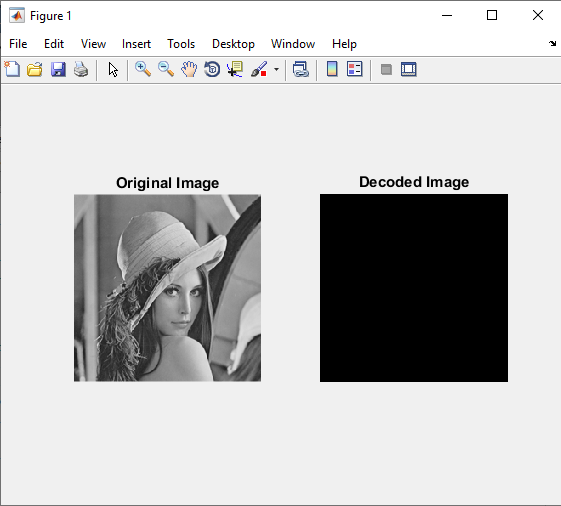 Figure 1
File Edit View Insert Tools Desktop Window Help
Original Image
Decoded Image